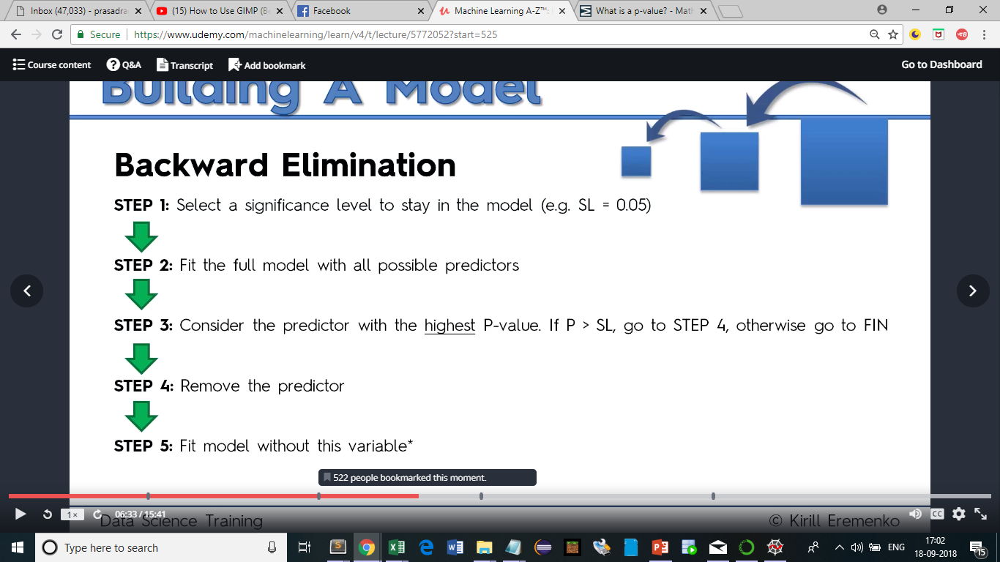 Inbox (47,033) - prasadra
(15) How to Use GIMP (Be
Facebook
Machine Learning A-Z™:
What is a p-value? - Mat
Secure
https://www.udemy.com/machinelearning/learn/v4/t/lecture/5772052?start=525
Course content
Q&A
Transcript
Add bookmark
Go to Dashboard
Building A Model
Backward Elimination
STEP 1: Select a significance level to stay in the model (e.g. SL = 0.05)
STEP 2: Fit the full model with all possible predictors
STEP 3: Consider the predictor with the highest P-value. If P > SL, go to STEP 4, otherwise go to FIN
STEP 4: Remove the predictor
STEP 5: Fit model without this variable*
522 people bookmarked this moment.
1×
06:33 / 15:41
CC
Data Science Training
© Kirill Eremenko
Type here to search
ENG
17:02
18-09-2018
15